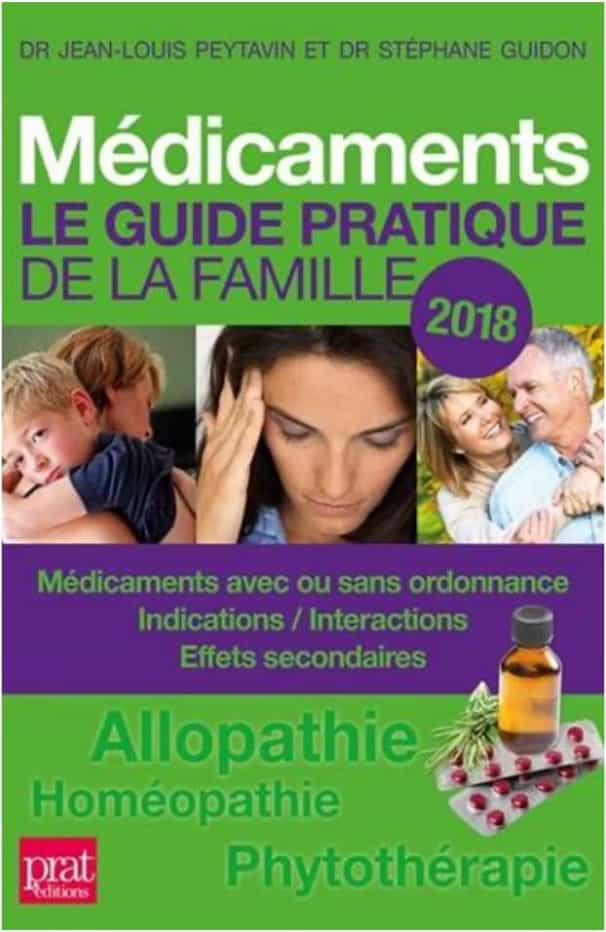 DR JEAN-LOUIS PEYTAVIN ET DR STÉPHANE GUIDON
Médicaments
LE GUIDE PRATIQUE
DE LA FAMILLE
2018
Médicaments avec ou sans ordonnance
Indications / Interactions
Effets secondaires
Allopathie
Homéopathie
Phytothérapie
prat
éditions